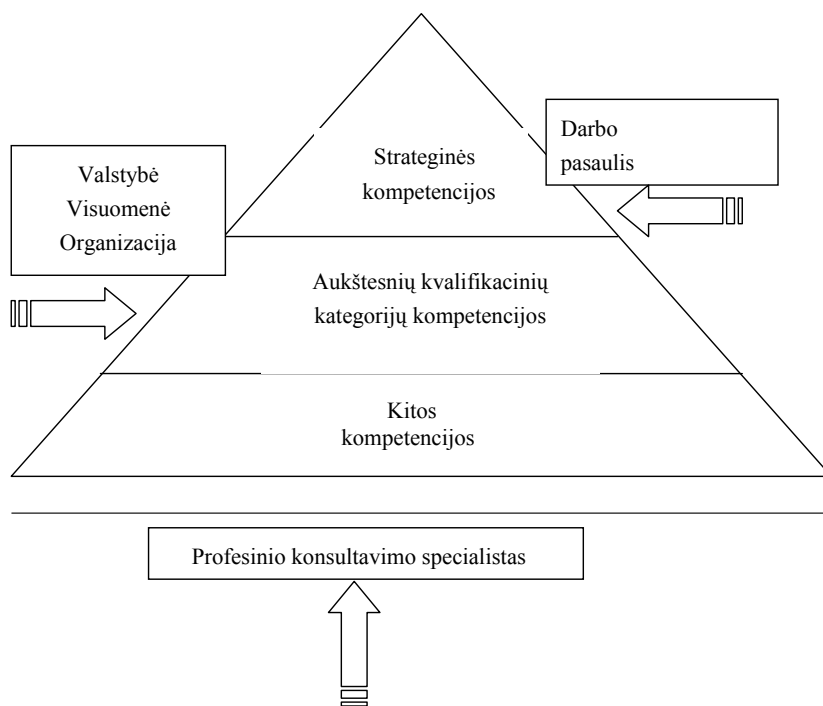 Strateginės
kompetencijos
Darbo
pasaulis
Valstybė
Visuomenė
Organizacija
Aukštesnių kvalifikacinių
kategorijų kompetencijos
Kitos
kompetencijos
Profesinio konsultavimo specialistas